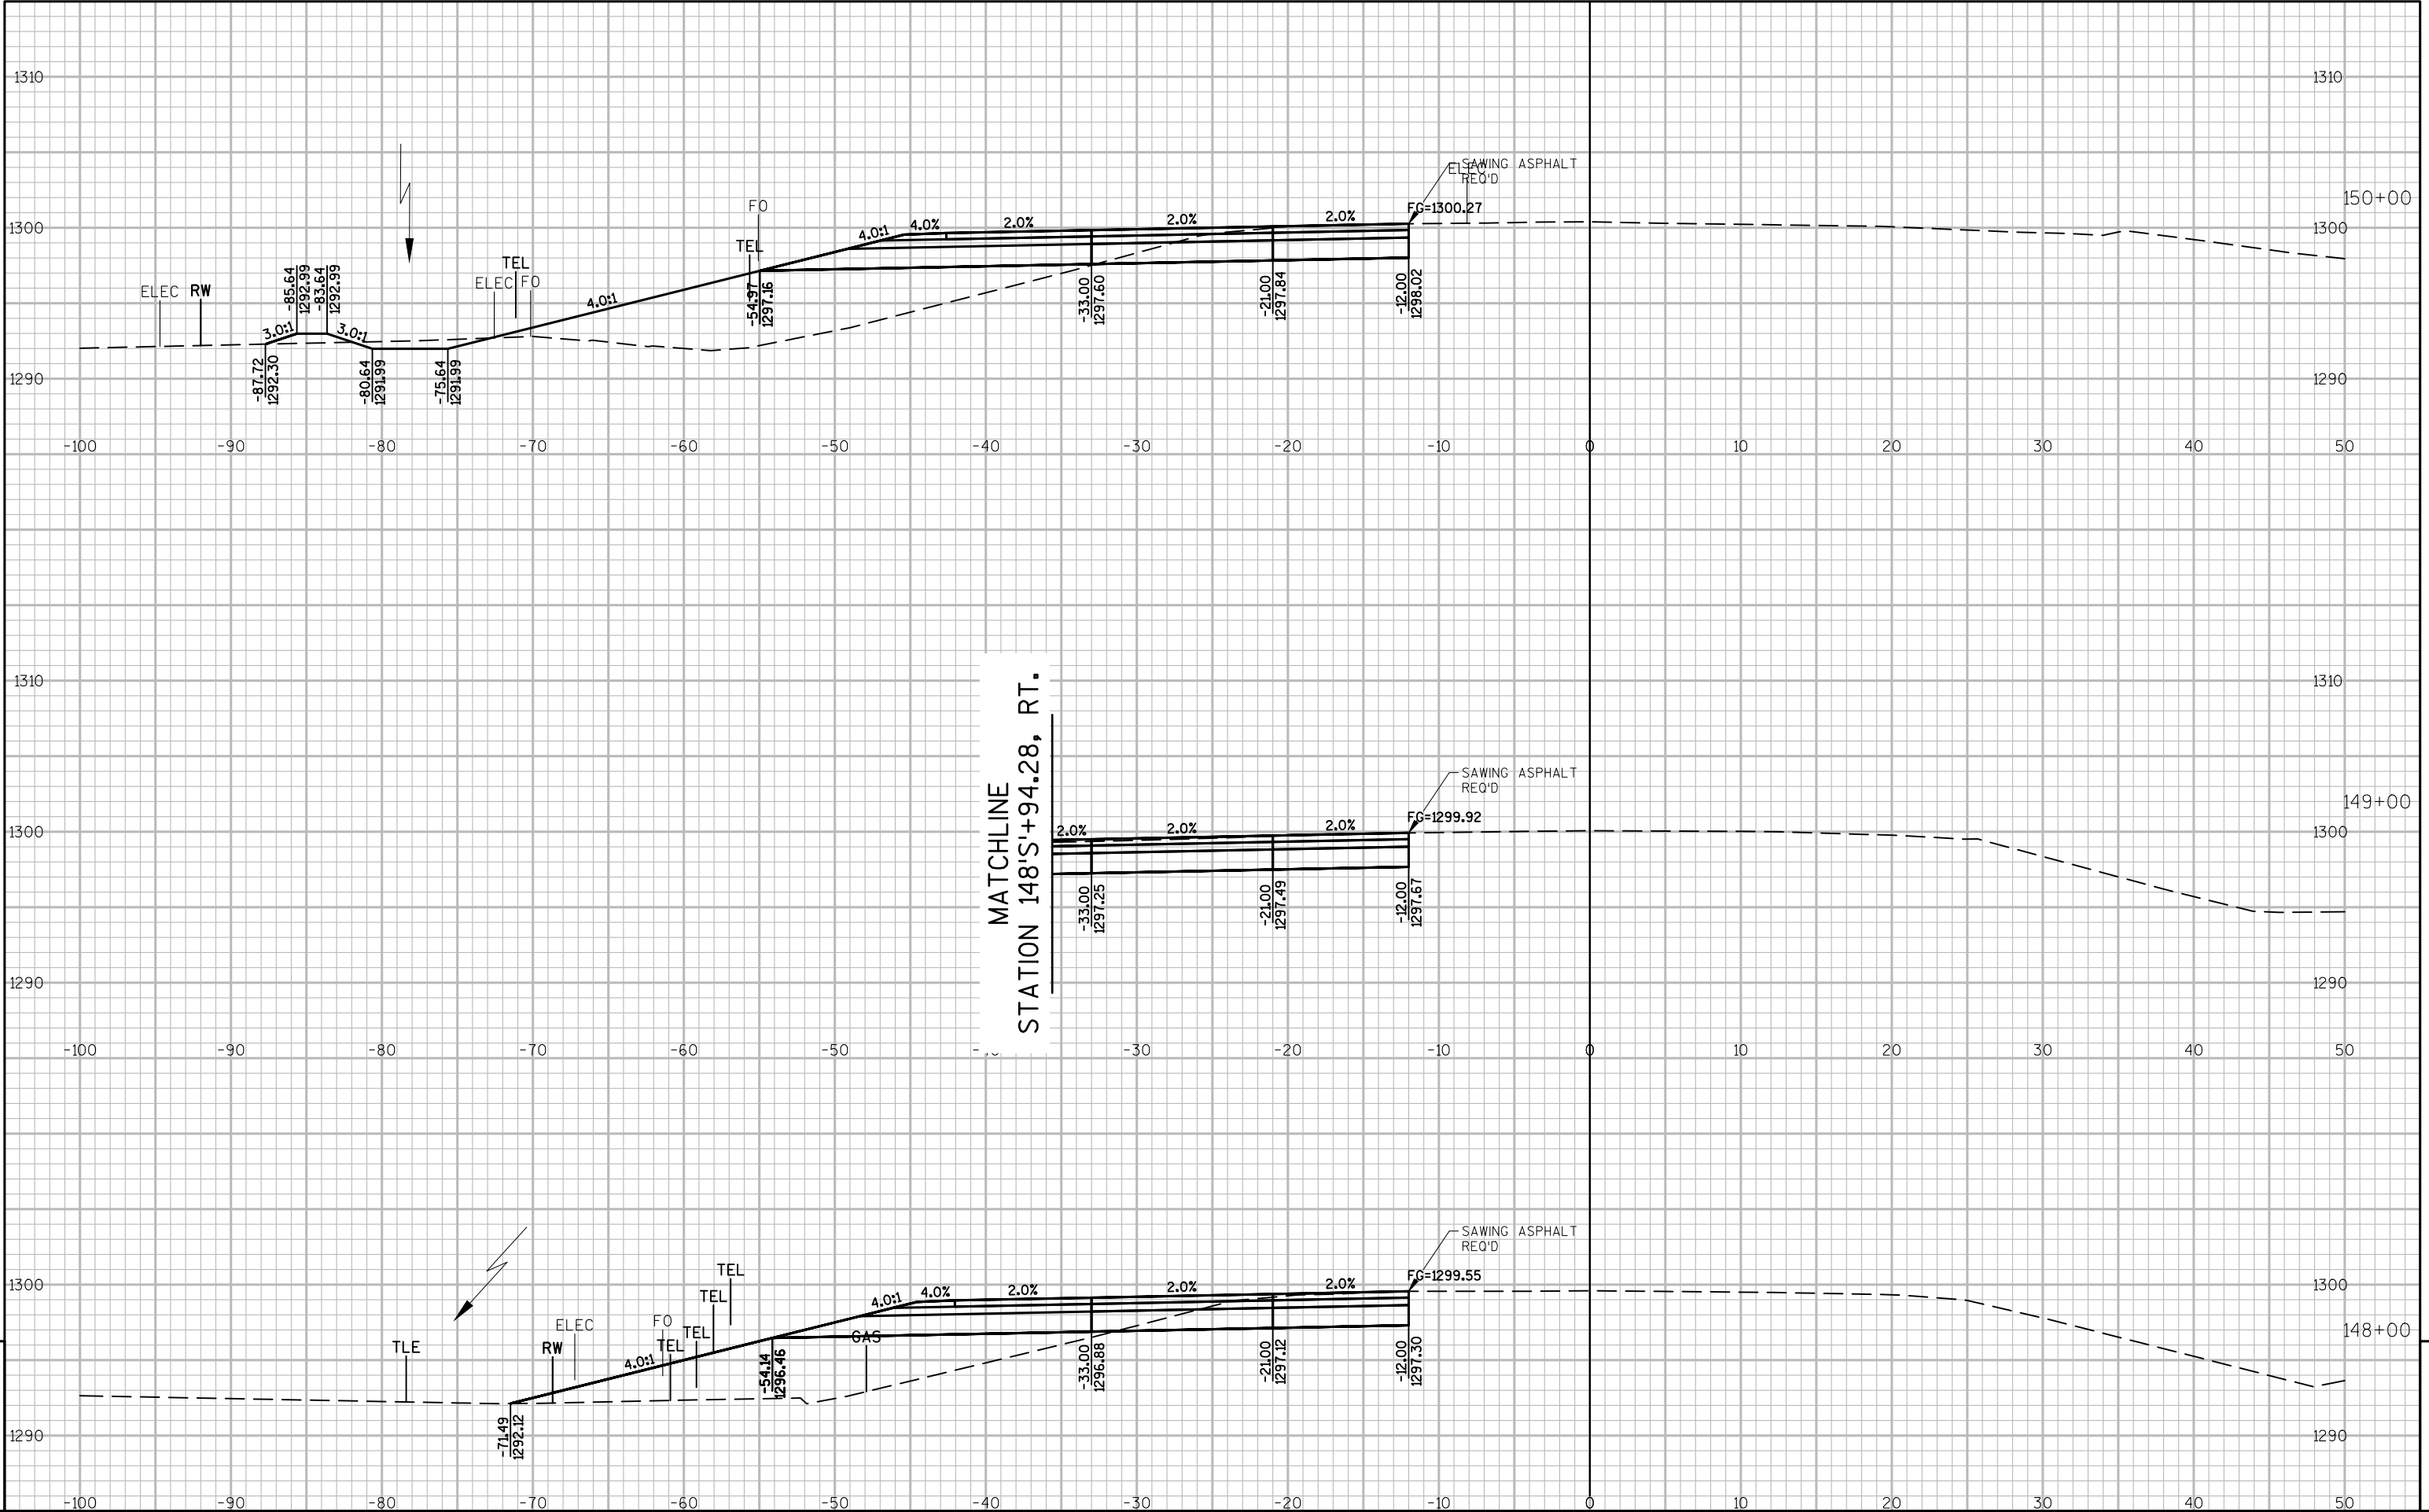 1310 1310
SAWING ASPHALT
ELEC
REQ'D
150+00
FO
1300 4.0:1 4.0% 2.0% 2.0% 2.0% FG=1300.27 1300
TEL
TEL
ELEC RW ELEC FO
-85.64
1292.99
-83.64
1292.99
3.0:1 3.0:1 4.0:1
-54.97
1297.16
-33.00
1297.60
-21.00
1297.84
-12.00
1298.02
-87.72
1292.30
-80.64
1291.99
-75.64
1291.99
1290 1290
-100 -90 -80 -70 -60 -50 -40 -30 -20 -10 0 10 20 30 40 50
1310 1310
MATCHLINE
STATION 148'S'+94.28, RT.
SAWING ASPHALT
REQ'D
149+00
1300 2.0% 2.0% 2.0% FG=1299.92 1300
-33.00
1297.25
-21.00
1297.49
-12.00
1297.67
1290 1290
-100 -90 -80 -70 -60 -50 -30 -20 -10 0 10 20 30 40 50
SAWING ASPHALT
REQ'D
TEL
1300 4.0:1 4.0% 2.0% 2.0% 2.0% FG=1299.55 1300
TEL
ELEC FO TEL
148+00
TLE RW 4.0:1 TEL GAS
-54.14
1296.46
-33.00
1296.88
-21.00
1297.12
-12.00
1297.30
-71.49
1292.12
1290 1290
-100 -90 -80 -70 -60 -50 -40 -30 -20 -10 0 10 20 30 40 50